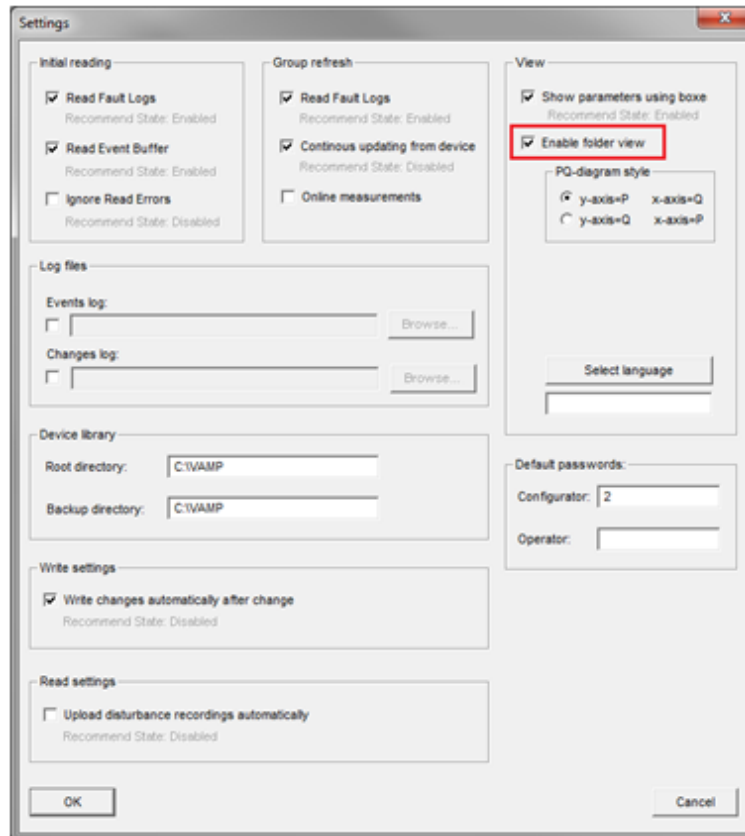 Settings
Initial reading
Read Fault Logs
Recommend State: Enabled
Read Event Buffer
Recommend State: Enabled
Ignore Read Errors
Recommend State: Disabled
Group refresh
Read Fault Logs
Recommend State: Enabled
Continous updating from device
Recommend State: Disabled
Online measurements
View
Show parameters using boxe
Recommend State: Enabled
Enable folder view
PQ-diagram style
y-axis=P x-axis=Q
y-axis=Q x-axis=P
Select language
Log files
Events log:
Browse...
Changes log:
Browse...
Device library
Root directory: C:\VAMP
Backup directory: C:\VAMP
Default passwords:
Configurator: 2
Operator:
Write settings
Write changes automatically after change
Recommend State: Disabled
Read settings
Upload disturbance recordings automatically
Recommend State: Disabled
OK
Cancel